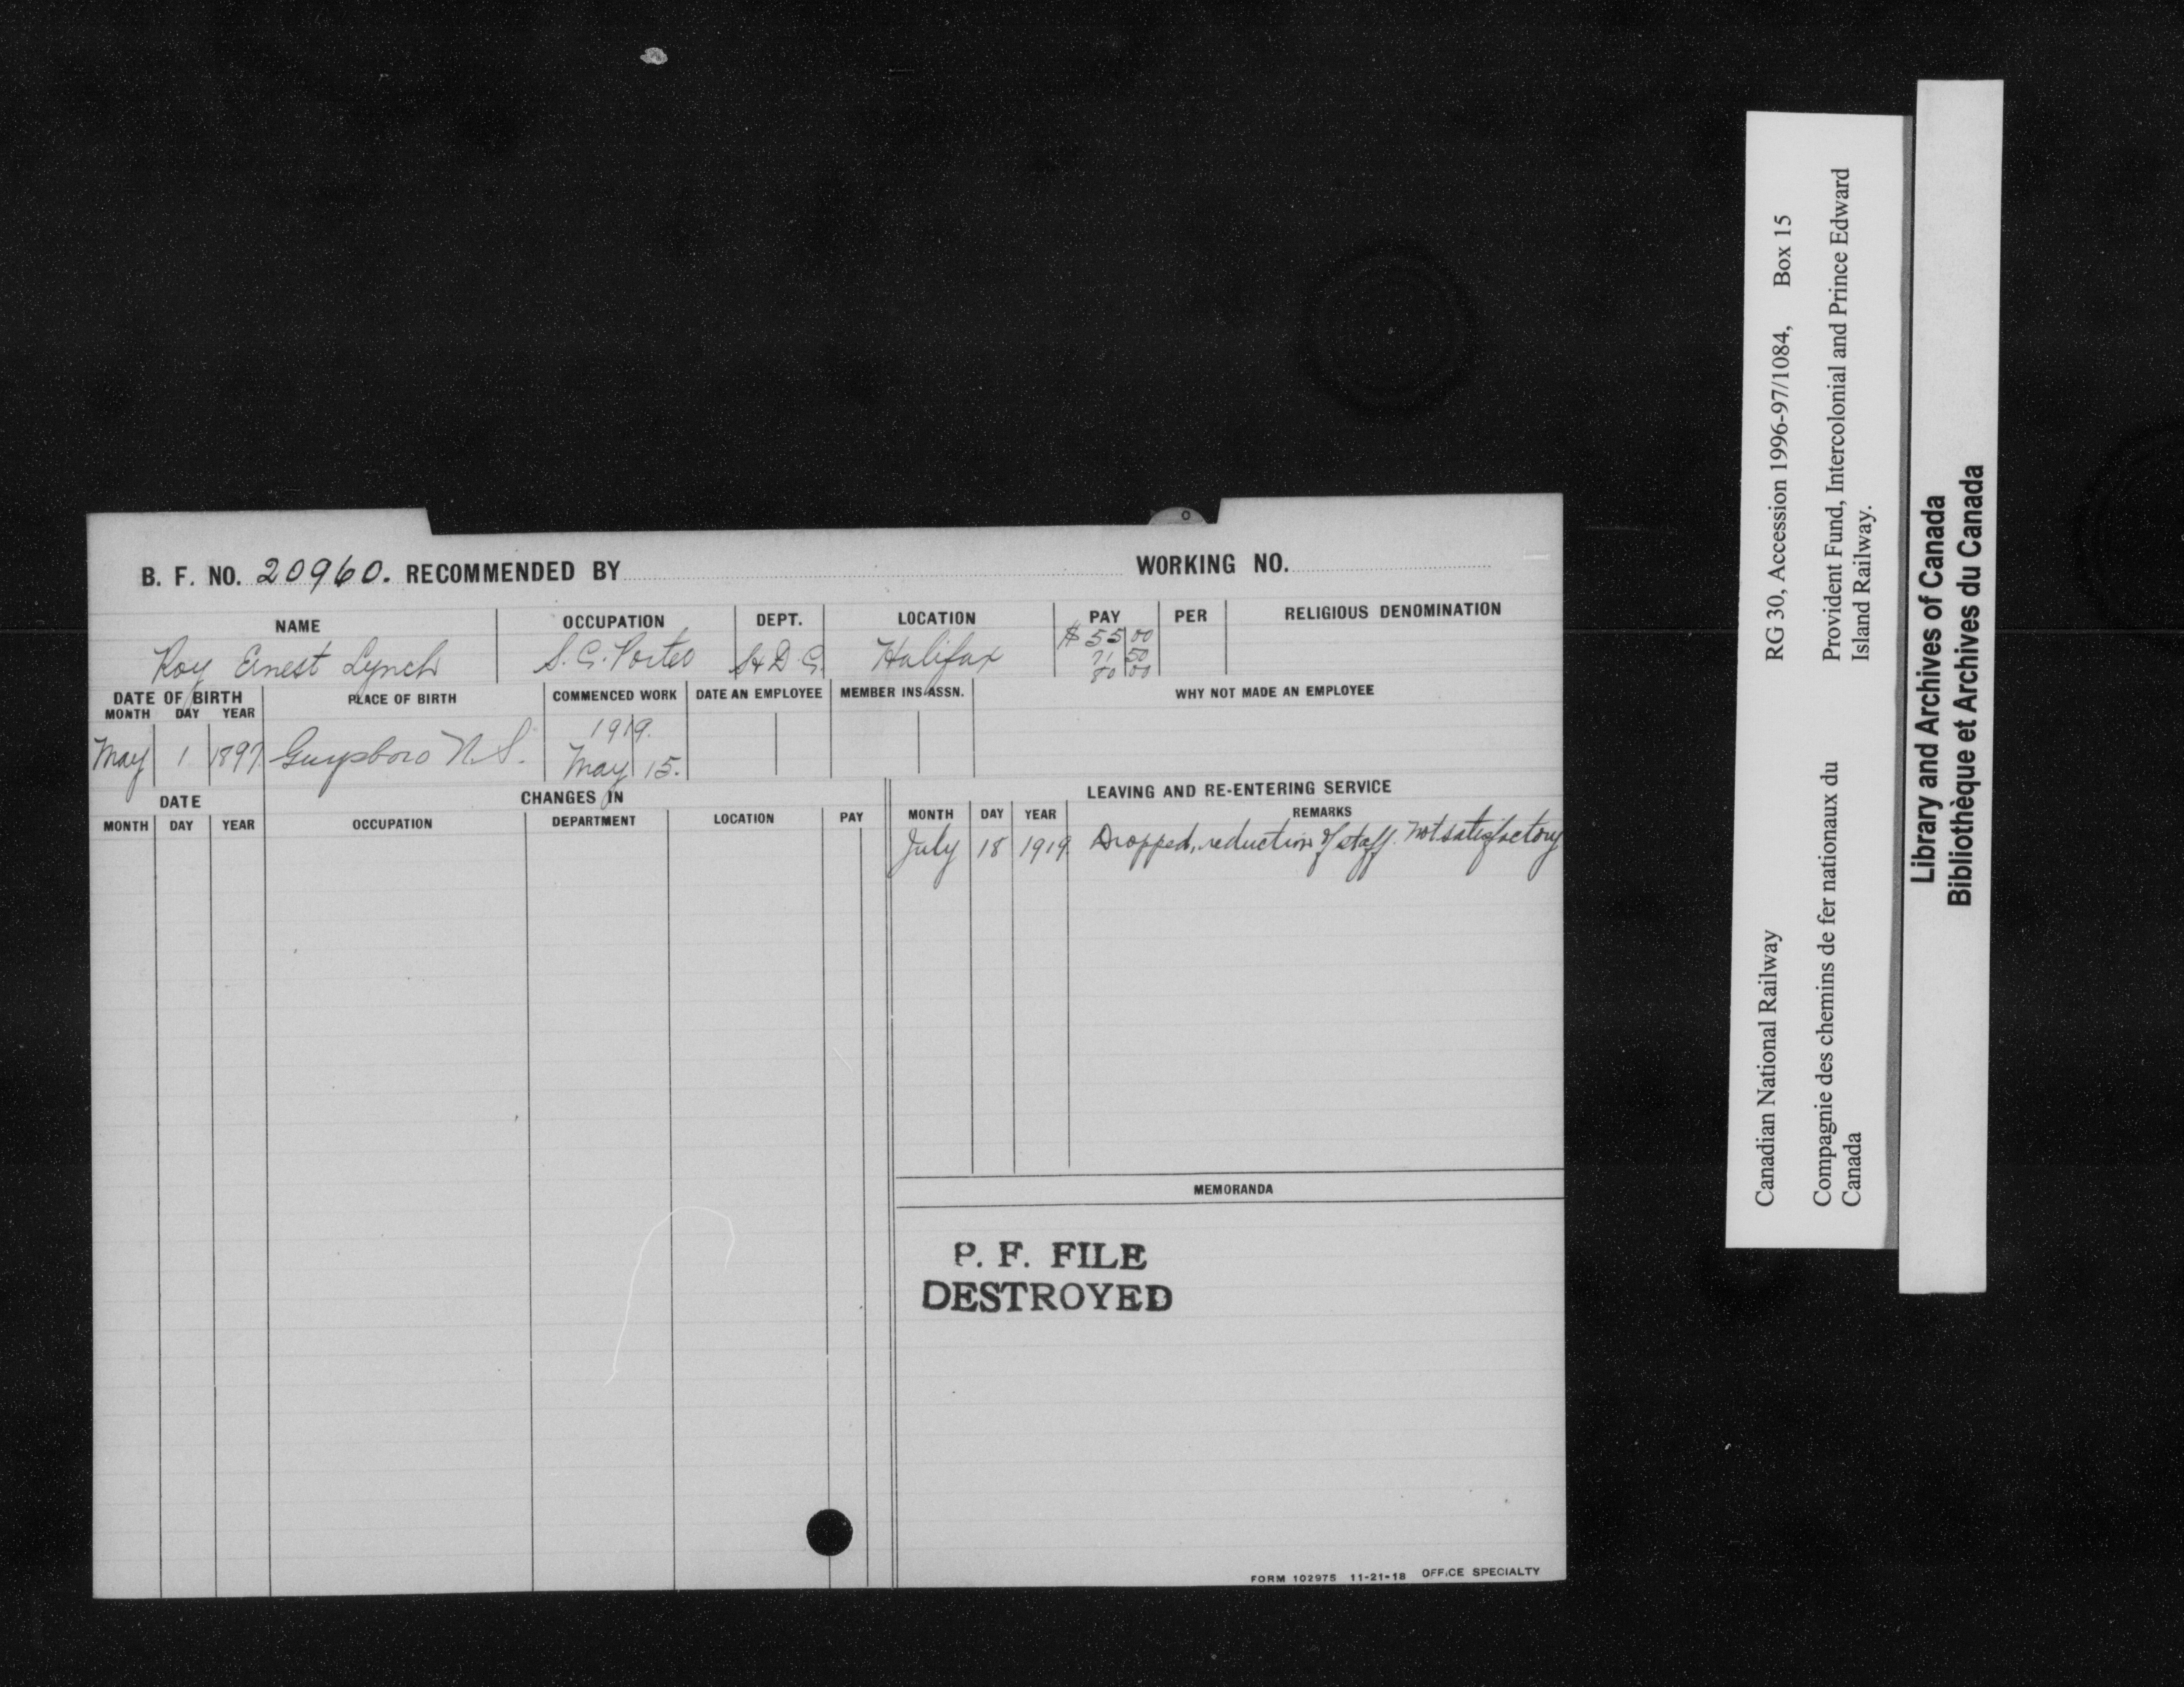 B. F. NO. 20960. RECOMMENDED BY WORKING NO.
NAME OCCUPATION DEPT. LOCATION PAY PER RELIGIOUS DENOMINATION
Roy Ernest Lynch S. C. Porter Halifax $ 55 00
71 50
80 00
DATE OF BIRTH PLACE OF BIRTH COMMENCED WORK DATE AN EMPLOYEE MEMBER INS. ASSN. WHY NOT MADE AN EMPLOYEE
MONTH DAY YEAR
1919.
May 1 1897 Guysboro N.S. May 15.
DATE CHANGES IN LEAVING AND RE-ENTERING SERVICE
MONTH DAY YEAR OCCUPATION DEPARTMENT LOCATION PAY MONTH DAY YEAR REMARKS
July 18 1919. Dropped, reduction of staff. Not satisfactory
MEMORANDA
P. F. FILE
DESTROYED
FORM 102975 11-21-18 OFFICE SPECIALTY
Canadian National Railway RG 30, Accession 1996-97/1084, Box 15
Compagnie des chemins de fer nationaux du Provident Fund, Intercolonial and Prince Edward
Canada Island Railway.
Library and Archives of Canada
Bibliothèque et Archives du Canada